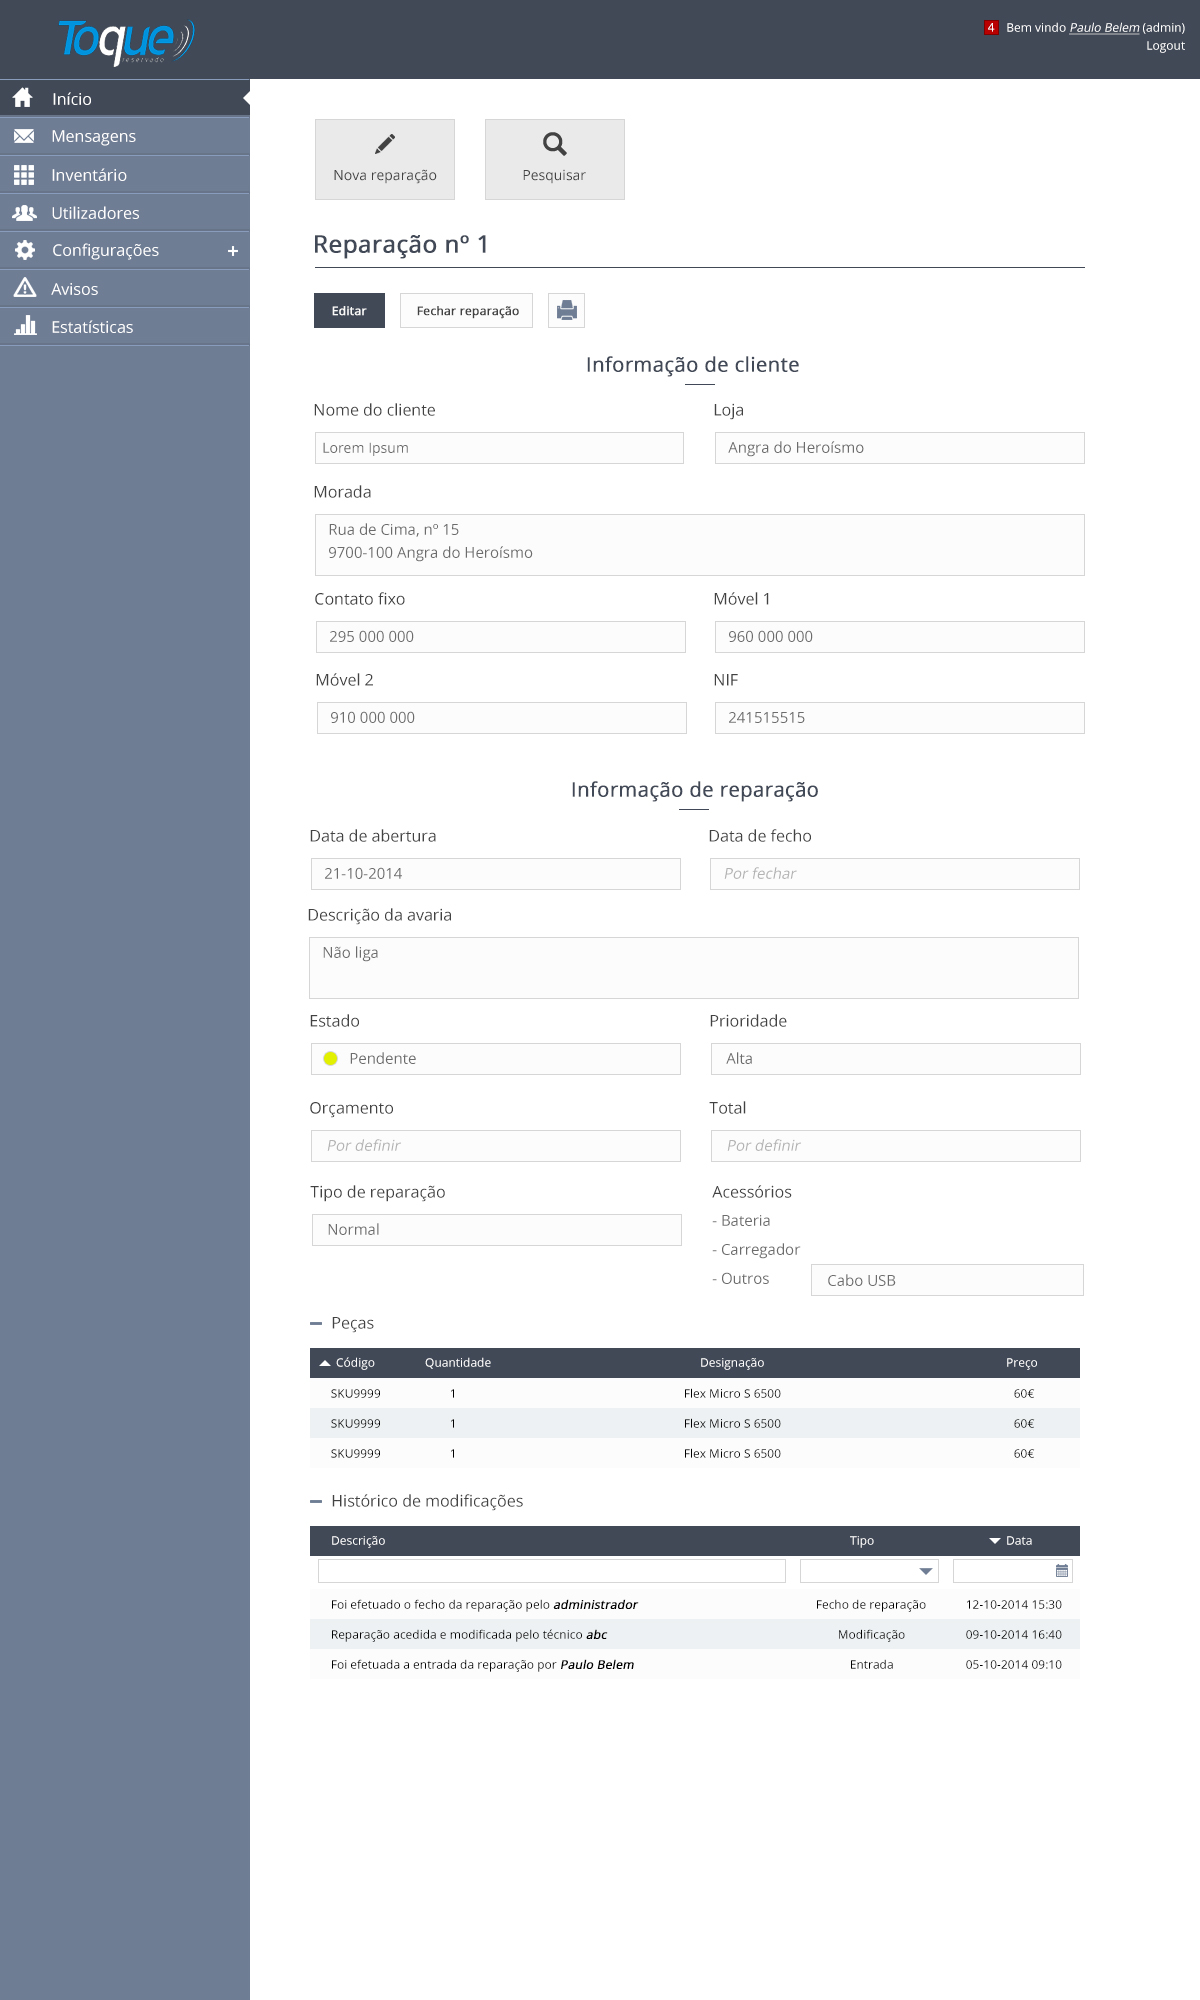 Toque
reservado
4 Bem vindo Paulo Belem (admin)
Logout
Início
Mensagens
Inventário
Utilizadores
Configurações +
Avisos
Estatísticas
Nova reparação
Pesquisar
Reparação nº 1
Editar
Fechar reparação
Informação de cliente
Nome do cliente
Loja
Lorem Ipsum
Angra do Heroísmo
Morada
Rua de Cima, nº 15
9700-100 Angra do Heroísmo
Contato fixo
Móvel 1
295 000 000
960 000 000
Móvel 2
NIF
910 000 000
241515515
Informação de reparação
Data de abertura
Data de fecho
21-10-2014
Por fechar
Descrição da avaria
Não liga
Estado
Prioridade
Pendente
Alta
Orçamento
Total
Por definir
Por definir
Tipo de reparação
Acessórios
Normal
- Bateria
- Carregador
- Outros
Cabo USB
Peças
Código Quantidade Designação Preço
SKU9999 1 Flex Micro S 6500 60€
SKU9999 1 Flex Micro S 6500 60€
SKU9999 1 Flex Micro S 6500 60€
Histórico de modificações
Descrição Tipo Data
Foi efetuado o fecho da reparação pelo administrador Fecho de reparação 12-10-2014 15:30
Reparação acedida e modificada pelo técnico abc Modificação 09-10-2014 16:40
Foi efetuada a entrada da reparação por Paulo Belem Entrada 05-10-2014 09:10